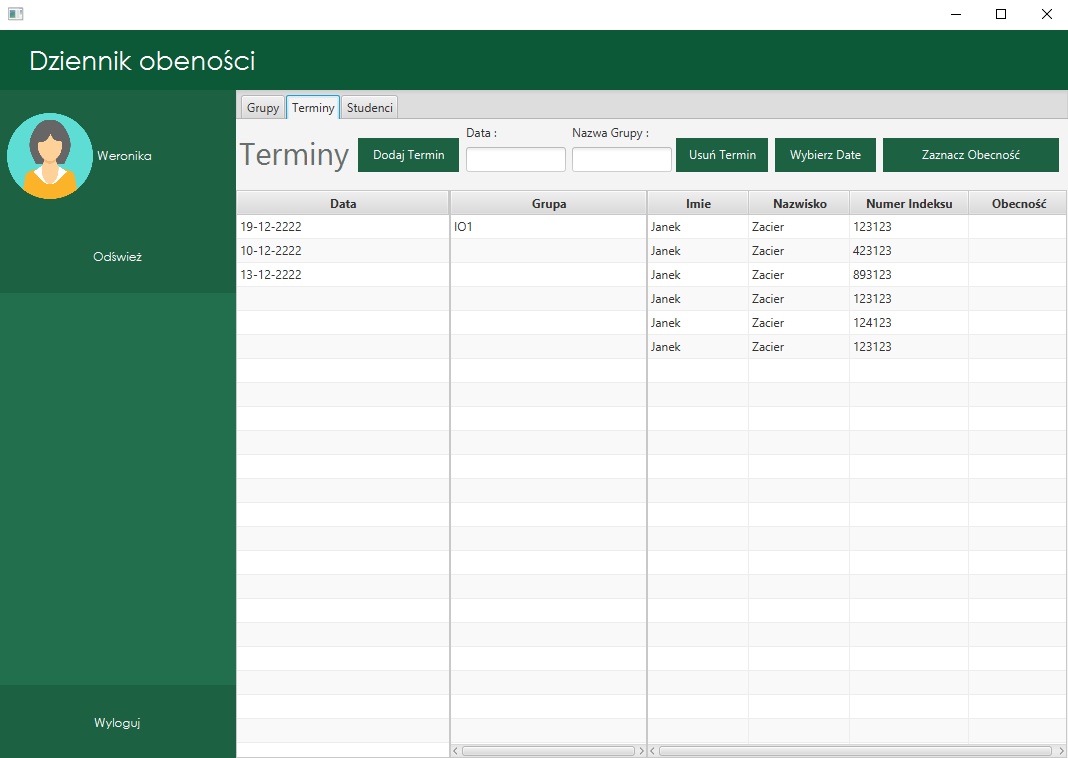 Dziennik obeności
Weronika
Odśwież
Wyloguj
Grupy Terminy Studenci
Terminy Dodaj Termin Data : Nazwa Grupy : Usuń Termin Wybierz Date Zaznacz Obecność
Data Grupa Imie Nazwisko Numer Indeksu Obecność
19-12-2222 IO1 Janek Zacier 123123
10-12-2222 Janek Zacier 423123
13-12-2222 Janek Zacier 893123
Janek Zacier 123123
Janek Zacier 124123
Janek Zacier 123123